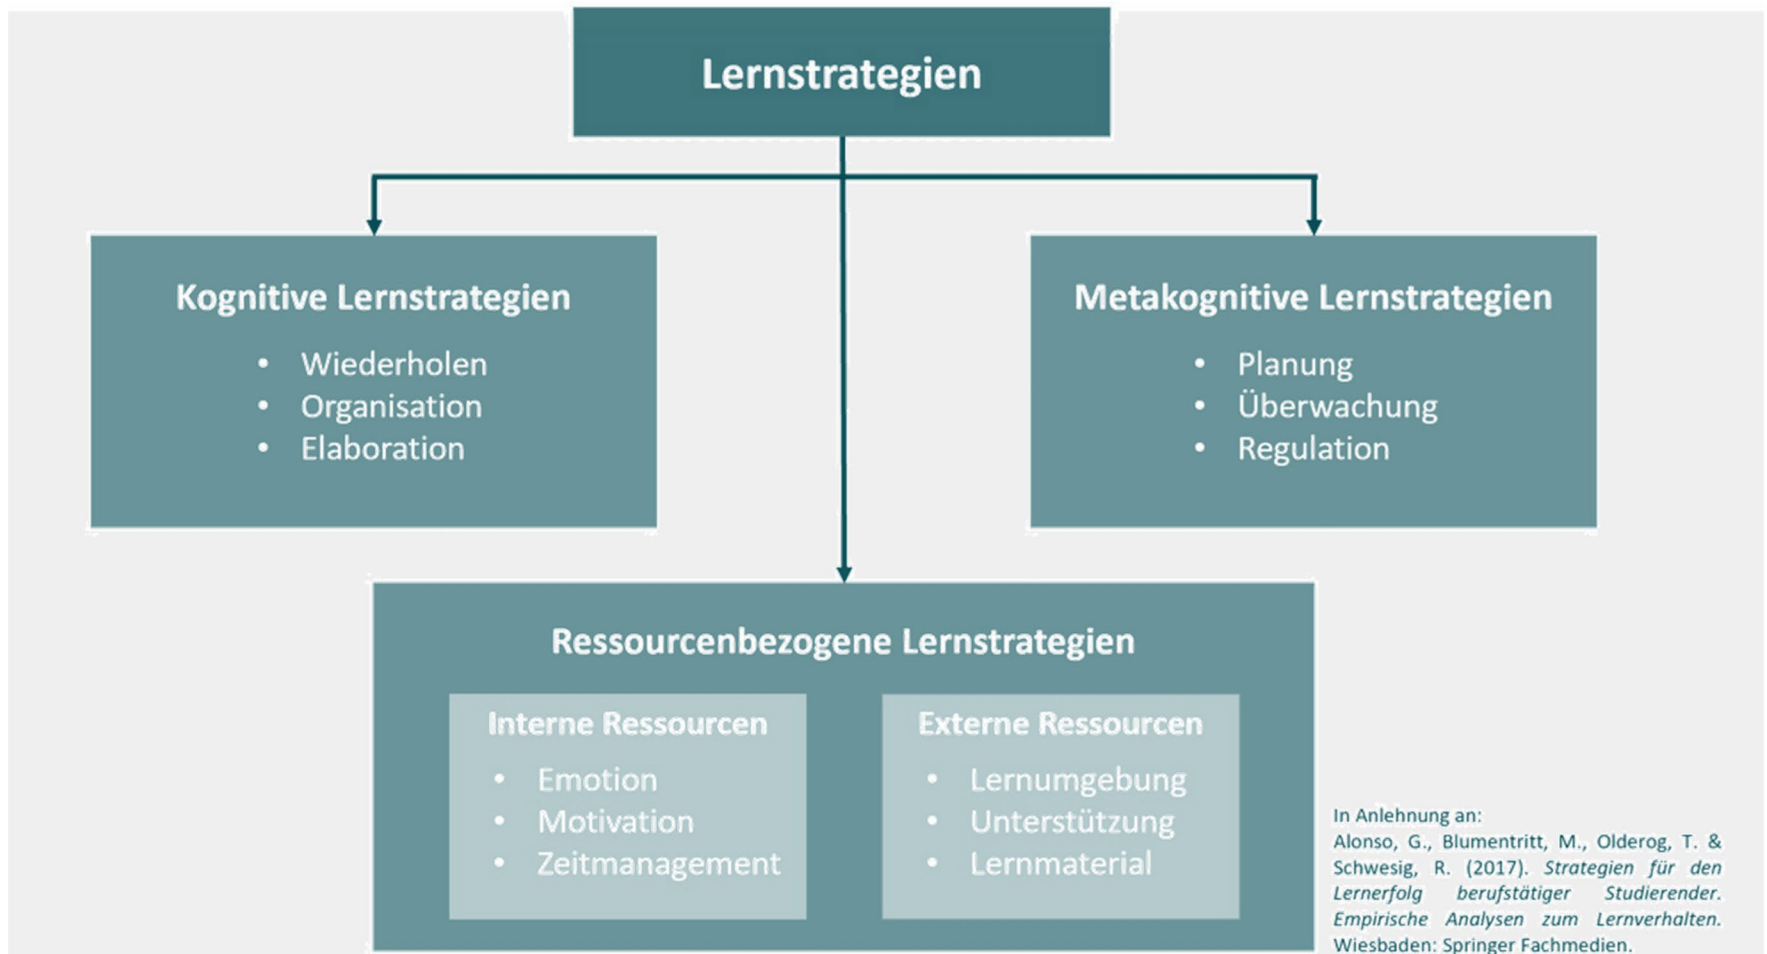 Lernstrategien
Kognitive Lernstrategien
• Wiederholen
• Organisation
• Elaboration
Metakognitive Lernstrategien
• Planung
• Überwachung
• Regulation
Ressourcenbezogene Lernstrategien
Interne Ressourcen
• Emotion
• Motivation
• Zeitmanagement
Externe Ressourcen
• Lernumgebung
• Unterstützung
• Lernmaterial
In Anlehnung an:
Alonso, G., Blumentritt, M., Olderog, T. &
Schwesig, R. (2017). Strategien für den
Lernerfolg berufstätiger Studierender.
Empirische Analysen zum Lernverhalten.
Wiesbaden: Springer Fachmedien.